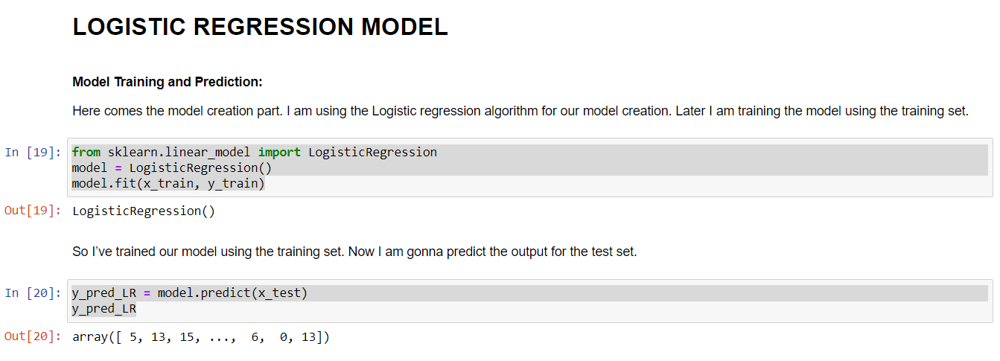 LOGISTIC REGRESSION MODEL
Model Training and Prediction:
Here comes the model creation part. I am using the Logistic regression algorithm for our model creation. Later I am training the model using the training set.
In [19]: from sklearn.linear_model import LogisticRegression
model = LogisticRegression()
model.fit(x_train, y_train)
Out[19]: LogisticRegression()
So I’ve trained our model using the training set. Now I am gonna predict the output for the test set.
In [20]: y_pred_LR = model.predict(x_test)
y_pred_LR
Out[20]: array([ 5, 13, 15, ...,  6,  0, 13])